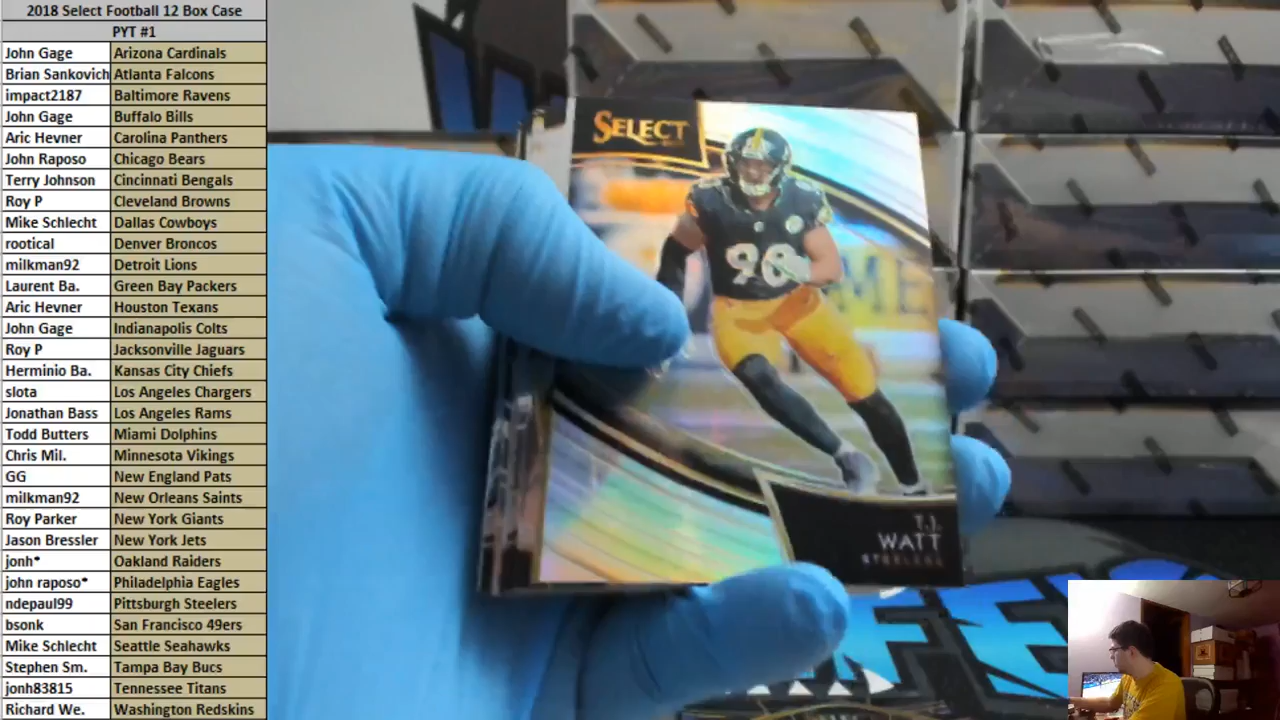 2018 Select Football 12 Box Case
PYT #1
John Gage Arizona Cardinals
Brian Sankovich Atlanta Falcons
impact2187 Baltimore Ravens
John Gage Buffalo Bills
Aric Hevner Carolina Panthers
John Raposo Chicago Bears
Terry Johnson Cincinnati Bengals
Roy P Cleveland Browns
Mike Schlecht Dallas Cowboys
rootical Denver Broncos
milkman92 Detroit Lions
Laurent Ba. Green Bay Packers
Aric Hevner Houston Texans
John Gage Indianapolis Colts
Roy P Jacksonville Jaguars
Herminio Ba. Kansas City Chiefs
slota Los Angeles Chargers
Jonathan Bass Los Angeles Rams
Todd Butters Miami Dolphins
Chris Mil. Minnesota Vikings
GG New England Pats
milkman92 New Orleans Saints
Roy Parker New York Giants
Jason Bressler New York Jets
jonh* Oakland Raiders
john raposo* Philadelphia Eagles
ndepaul99 Pittsburgh Steelers
bsonk San Francisco 49ers
Mike Schlecht Seattle Seahawks
Stephen Sm. Tampa Bay Bucs
jonh83815 Tennessee Titans
Richard We. Washington Redskins
SELECT
90
T.J.
WATT
STEELERS